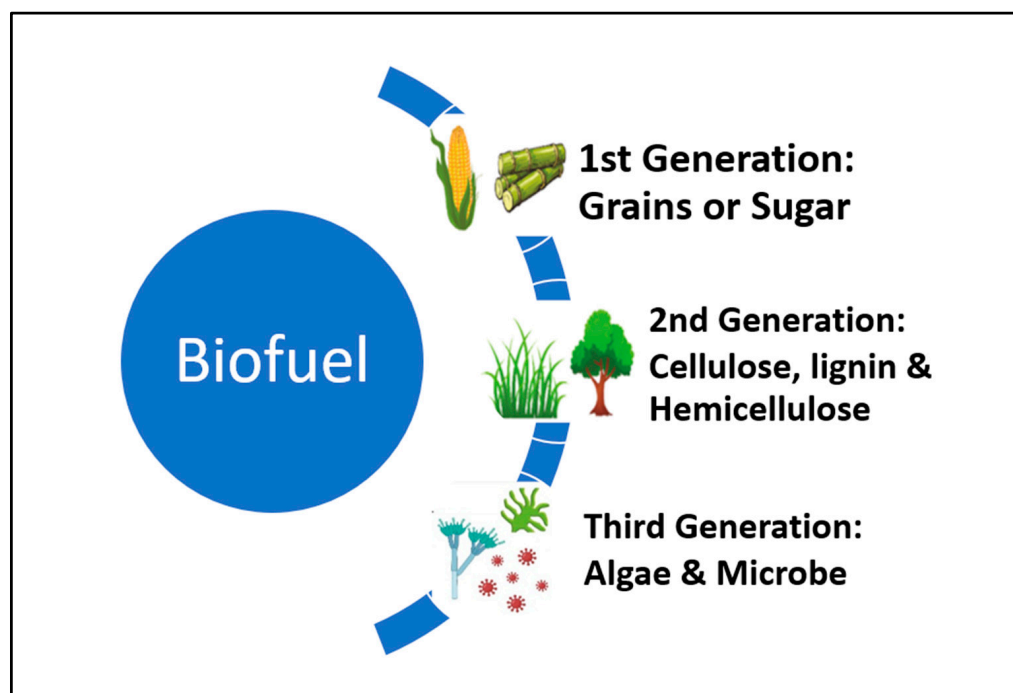 Biofuel
1st Generation:
Grains or Sugar
2nd Generation:
Cellulose, lignin &
Hemicellulose
Third Generation:
Algae & Microbe